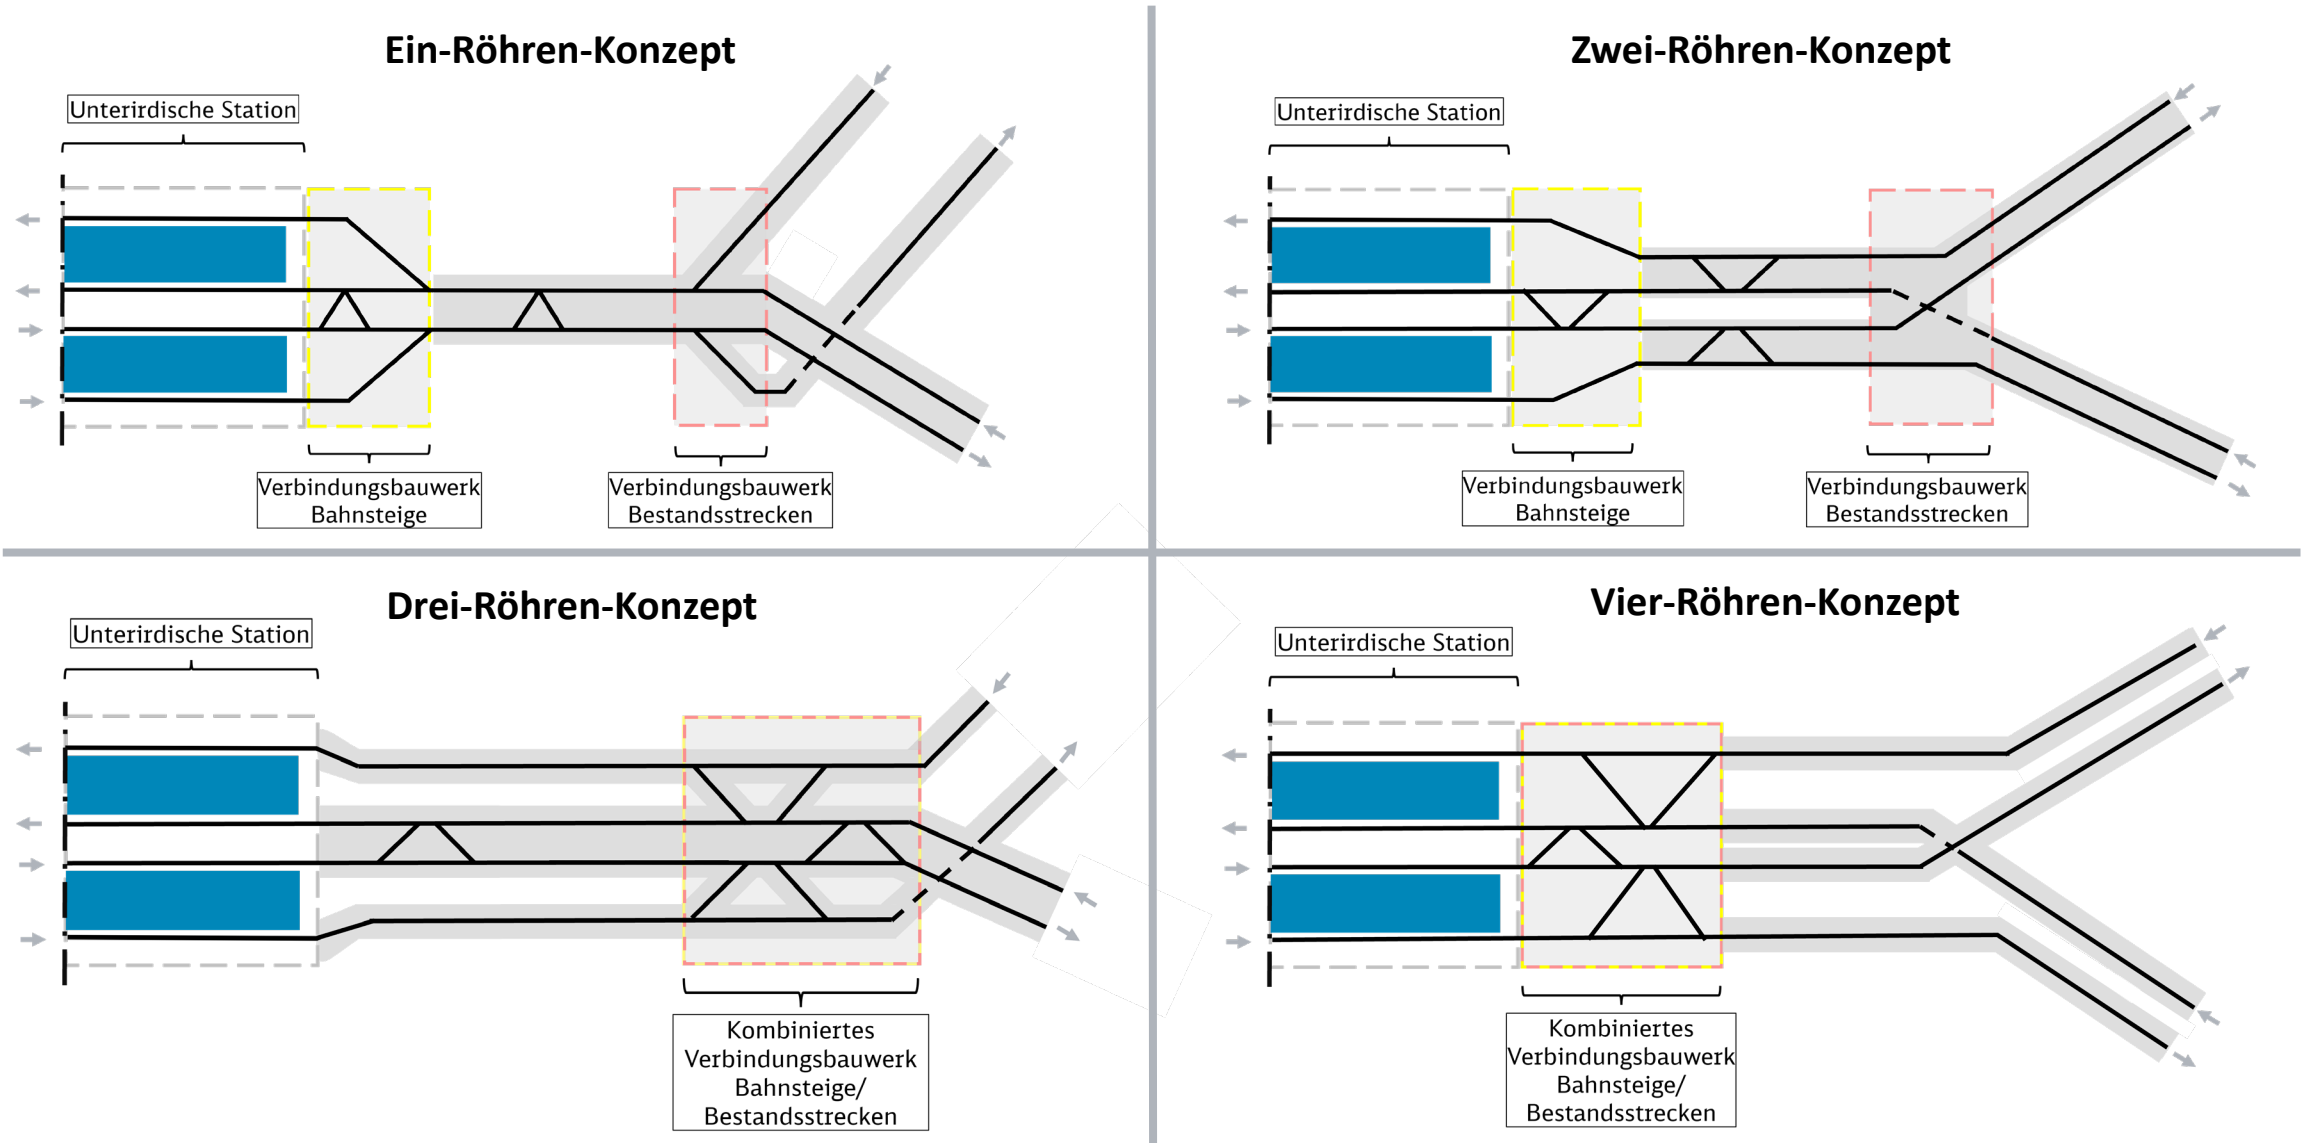 Ein-Röhren-Konzept
Unterirdische Station
Verbindungsbauwerk
Bahnsteige
Verbindungsbauwerk
Bestandsstrecken
Zwei-Röhren-Konzept
Unterirdische Station
Verbindungsbauwerk
Bahnsteige
Verbindungsbauwerk
Bestandsstrecken
Drei-Röhren-Konzept
Unterirdische Station
Kombiniertes
Verbindungsbauwerk
Bahnsteige/
Bestandsstrecken
Vier-Röhren-Konzept
Unterirdische Station
Kombiniertes
Verbindungsbauwerk
Bahnsteige/
Bestandsstrecken